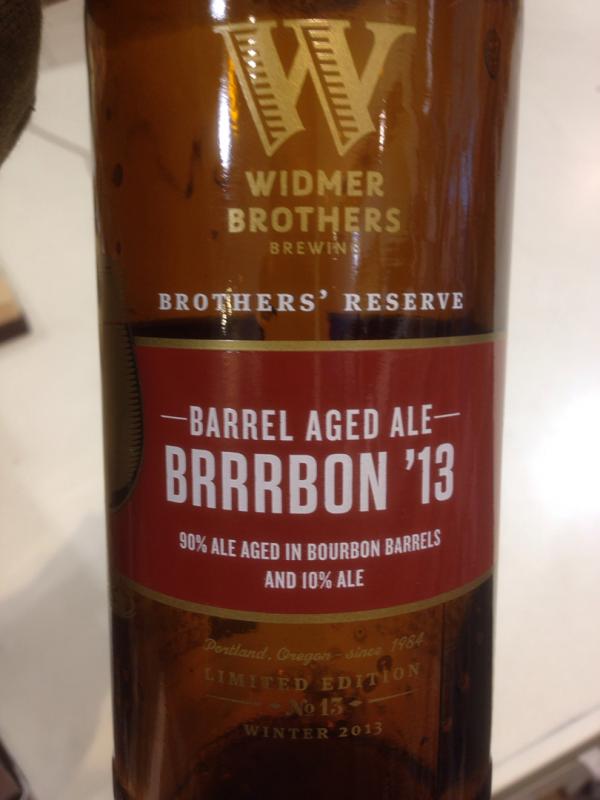 W
WIDMER
BROTHERS
BREWING
BROTHERS' RESERVE
—BARREL AGED ALE—
BRRRBON '13
90% ALE AGED IN BOURBON BARRELS
AND 10% ALE
Portland, Oregon - since 1984
LIMITED EDITION
No 13
WINTER 2013